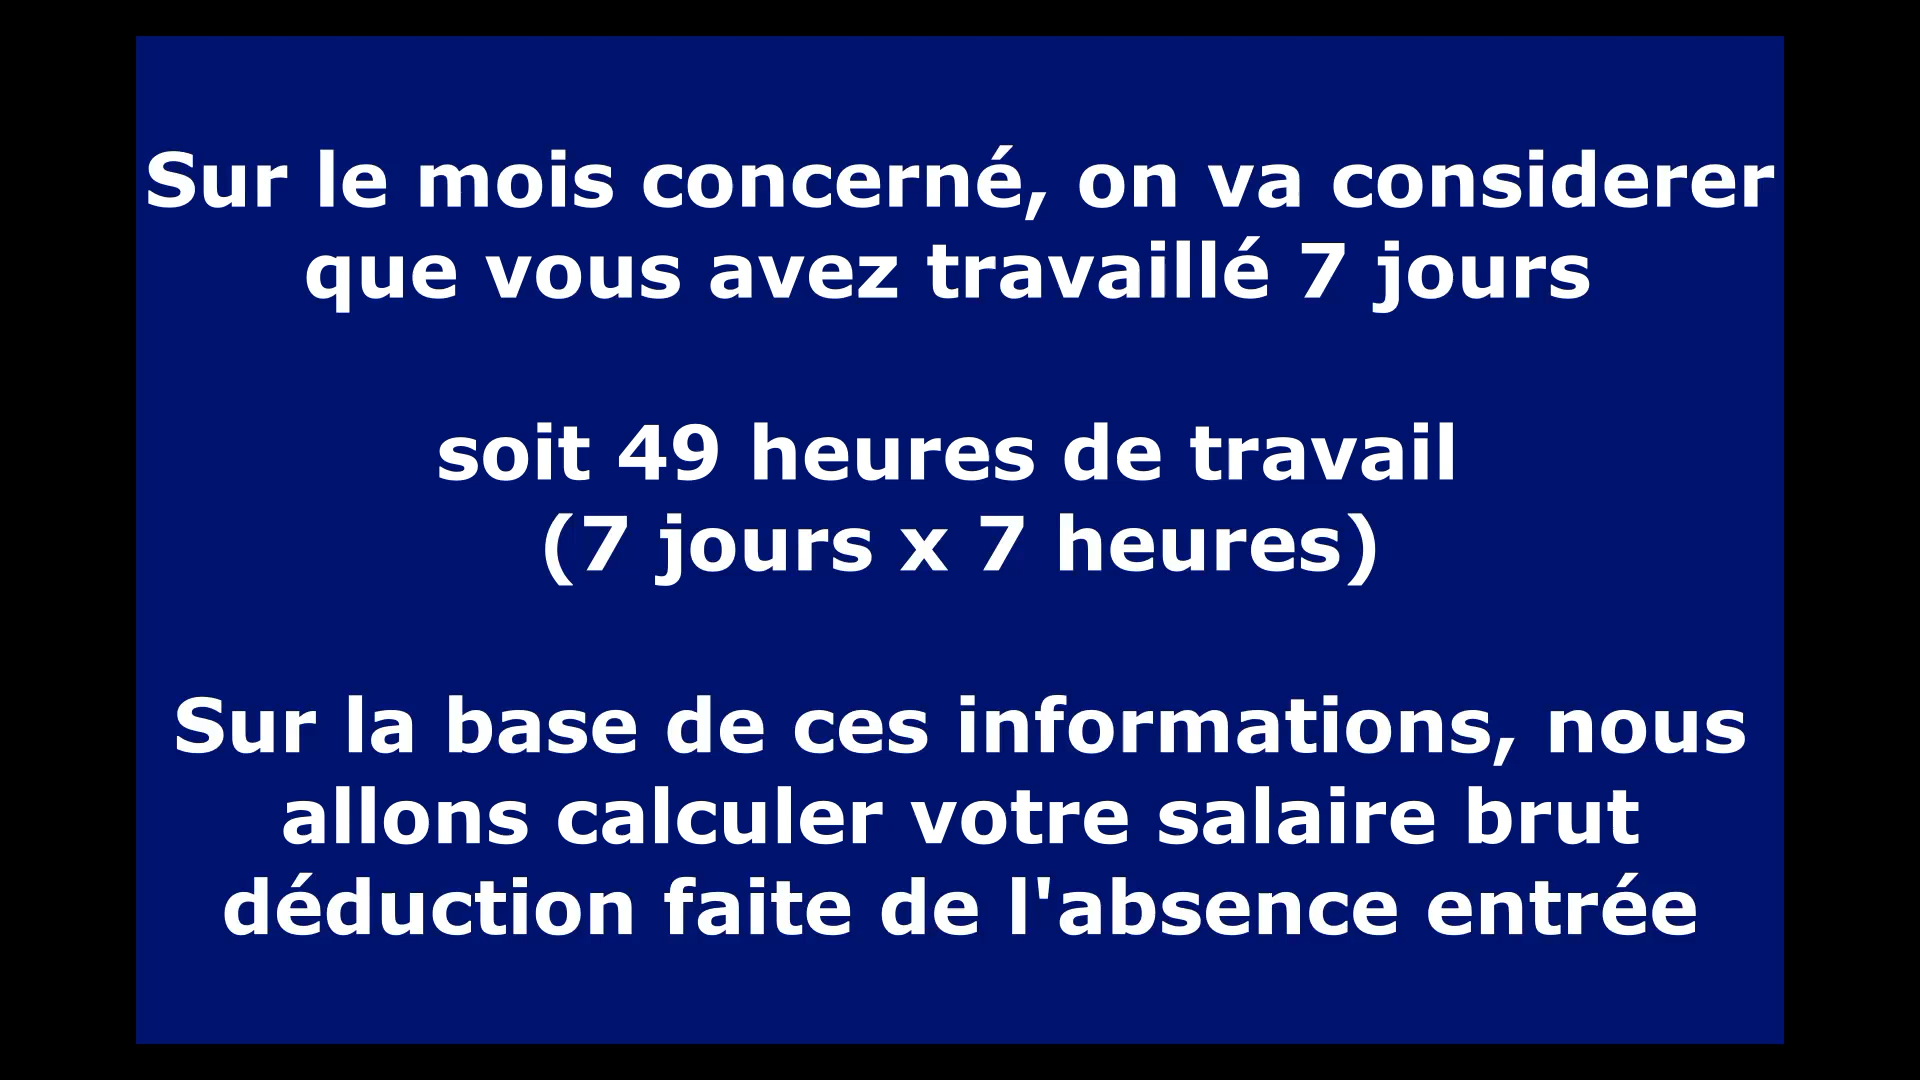 Sur le mois concerné, on va considerer
que vous avez travaillé 7 jours
soit 49 heures de travail
(7 jours x 7 heures)
Sur la base de ces informations, nous
allons calculer votre salaire brut
déduction faite de l'absence entrée